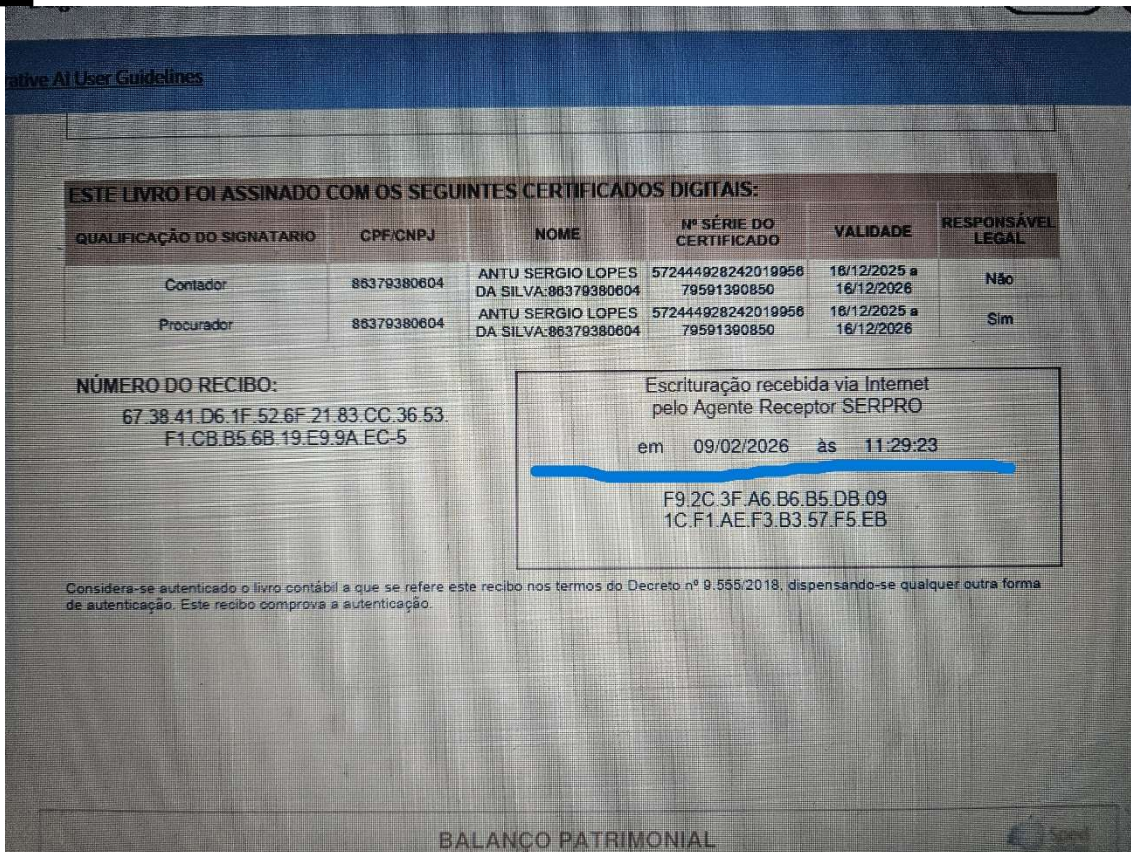 ative AI User Guidelines
ESTE LIVRO FOI ASSINADO COM OS SEGUINTES CERTIFICADOS DIGITAIS:
QUALIFICAÇÃO DO SIGNATARIO CPF/CNPJ NOME Nº SÉRIE DO CERTIFICADO VALIDADE RESPONSÁVEL LEGAL
Contador 86379380604 ANTU SERGIO LOPES DA SILVA:86379380604 572444928242019956 79591390850 16/12/2025 a 16/12/2026 Não
Procurador 86379380604 ANTU SERGIO LOPES DA SILVA:86379380604 572444928242019956 79591390850 16/12/2025 a 16/12/2026 Sim
NÚMERO DO RECIBO:
67.38.41.D6.1F.52.6F.21.83.CC.36.53.
F1.CB.B5.6B.19.E9.9A.EC-5
Escrituração recebida via Internet
pelo Agente Receptor SERPRO
em 09/02/2026 às 11:29:23
F9.2C.3F.A6.B6.B5.DB.09
1C.F1.AE.F3.B3.57.F5.EB
Considera-se autenticado o livro contábil a que se refere este recibo nos termos do Decreto nº 9.555/2018, dispensando-se qualquer outra forma
de autenticação. Este recibo comprova a autenticação.
BALANÇO PATRIMONIAL
Sped